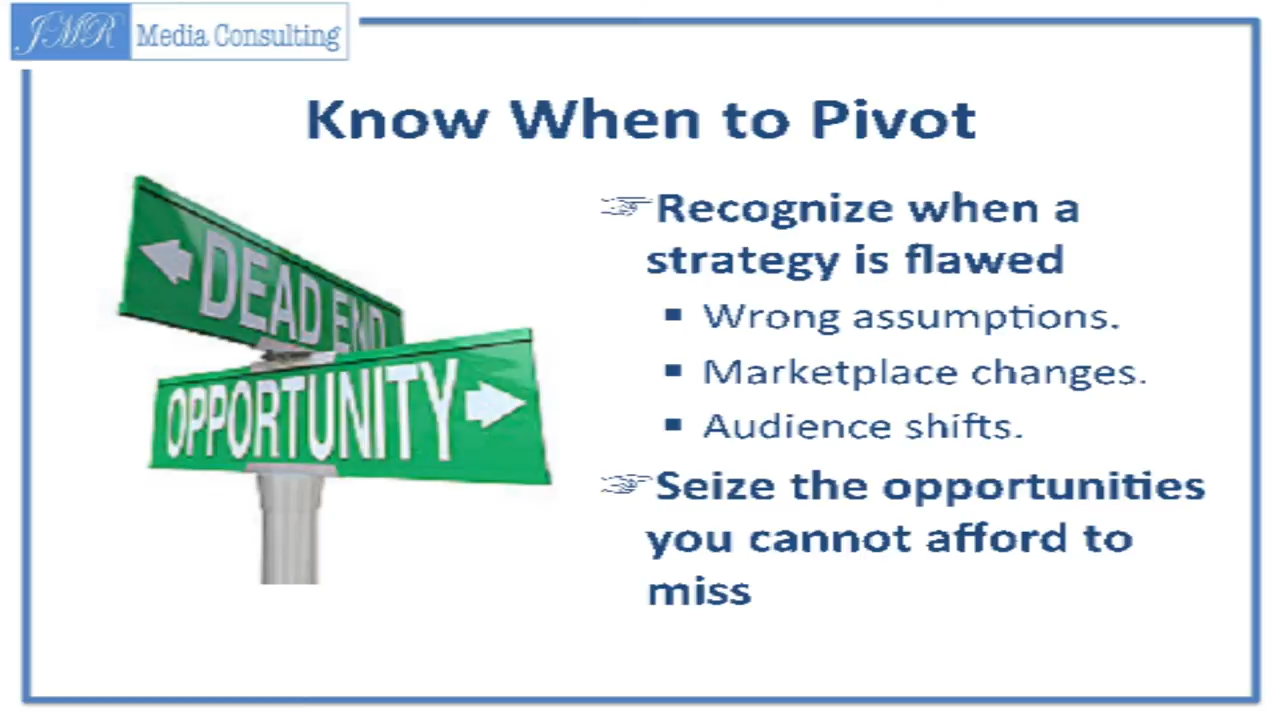 JMR Media Consulting
Know When to Pivot
DEAD END
OPPORTUNITY
Recognize when a
strategy is flawed
Wrong assumptions.
Marketplace changes.
Audience shifts.
Seize the opportunities
you cannot afford to
miss